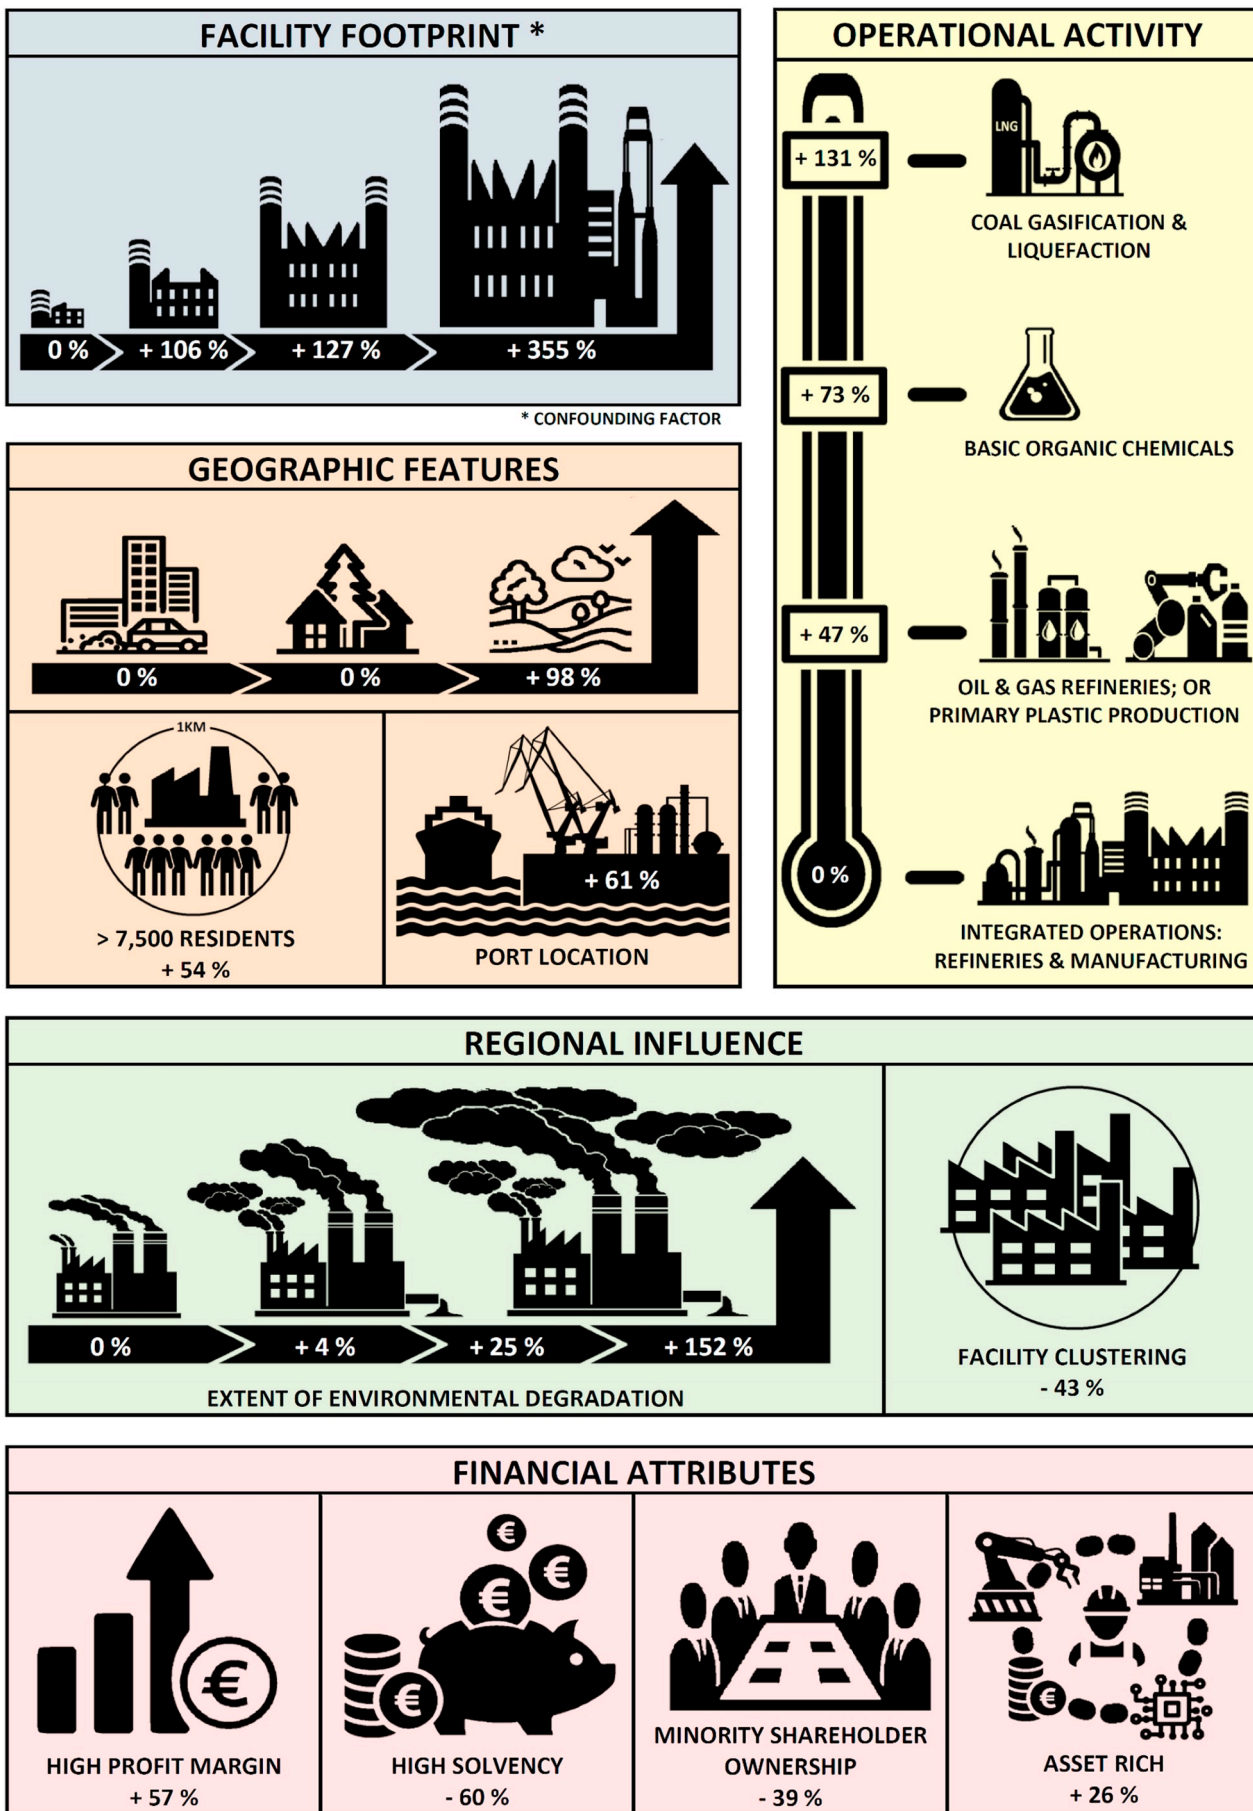 FACILITY FOOTPRINT *
0 %
+ 106 %
+ 127 %
+ 355 %
* CONFOUNDING FACTOR
OPERATIONAL ACTIVITY
+ 131 %
LNG
COAL GASIFICATION &
LIQUEFACTION
+ 73 %
BASIC ORGANIC CHEMICALS
+ 47 %
OIL & GAS REFINERIES; OR
PRIMARY PLASTIC PRODUCTION
0 %
INTEGRATED OPERATIONS:
REFINERIES & MANUFACTURING
GEOGRAPHIC FEATURES
0 %
0 %
+ 98 %
1KM
> 7,500 RESIDENTS
+ 54 %
+ 61 %
PORT LOCATION
REGIONAL INFLUENCE
0 %
+ 4 %
+ 25 %
+ 152 %
EXTENT OF ENVIRONMENTAL DEGRADATION
FACILITY CLUSTERING
- 43 %
FINANCIAL ATTRIBUTES
€
HIGH PROFIT MARGIN
+ 57 %
€
€
€
€
HIGH SOLVENCY
- 60 %
MINORITY SHAREHOLDER
OWNERSHIP
- 39 %
€
ASSET RICH
+ 26 %